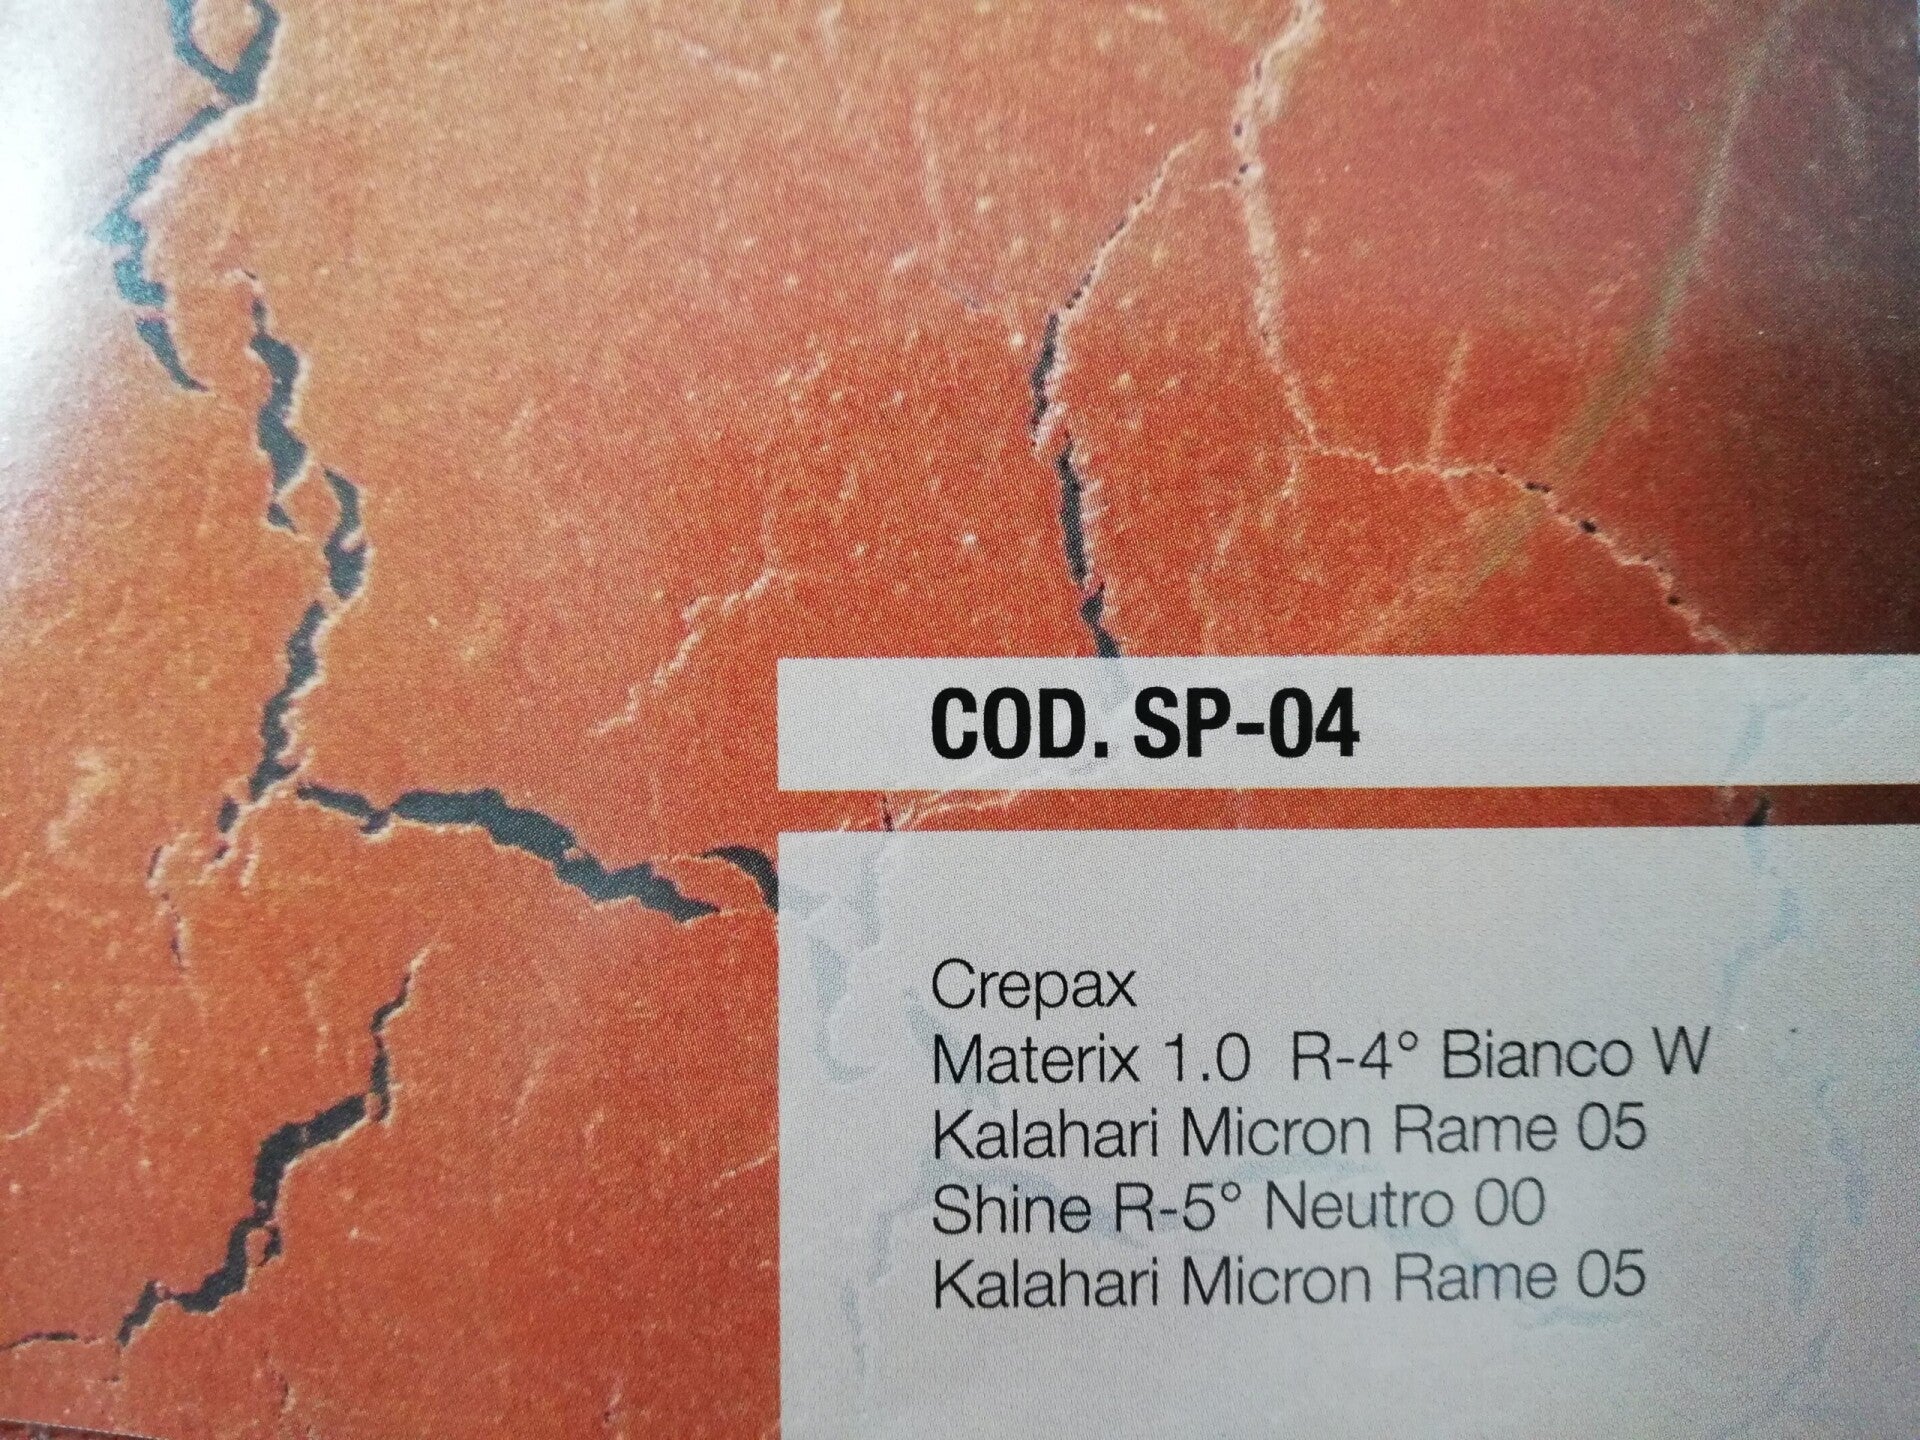 COD. SP-04
Crepax
Materix 1.0 R-4° Bianco W
Kalahari Micron Rame 05
Shine R-5° Neutro 00
Kalahari Micron Rame 05